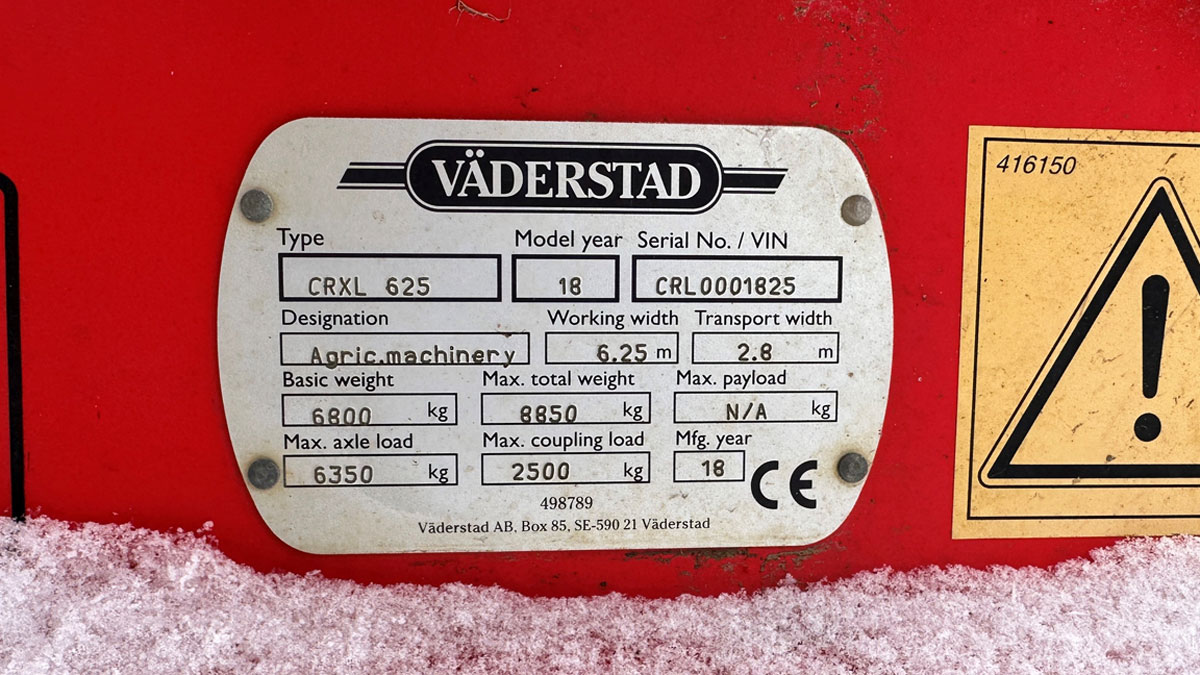 VÄDERSTAD
Type Model year Serial No. / VIN
CRXL 625 18 CRL0001825
Designation Working width Transport width
Agric.machinery 6.25 m 2.8 m
Basic weight Max. total weight Max. payload
6800 kg 8850 kg N/A kg
Max. axle load Max. coupling load Mfg. year
6350 kg 2500 kg 18
CE
498789
Väderstad AB, Box 85, SE-590 21 Väderstad
416150
!